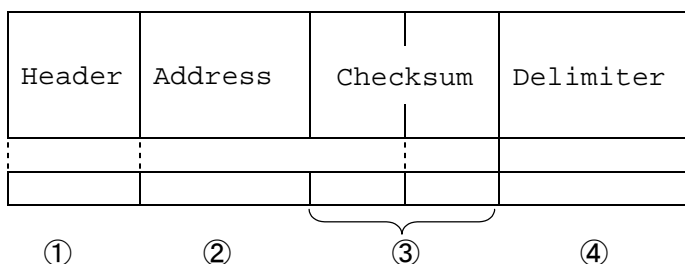 Header Address Checksum Delimiter
① ② ③ ④